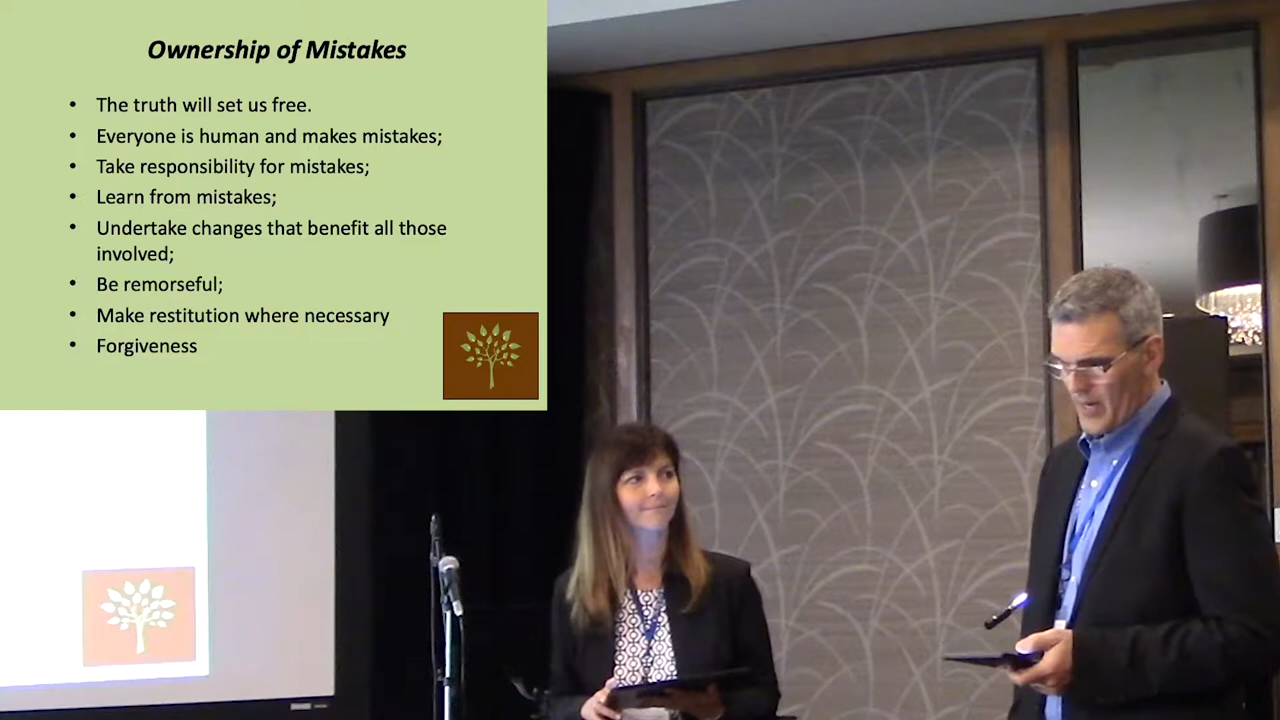 Ownership of Mistakes
• The truth will set us free.
• Everyone is human and makes mistakes;
• Take responsibility for mistakes;
• Learn from mistakes;
• Undertake changes that benefit all those
involved;
• Be remorseful;
• Make restitution where necessary
• Forgiveness